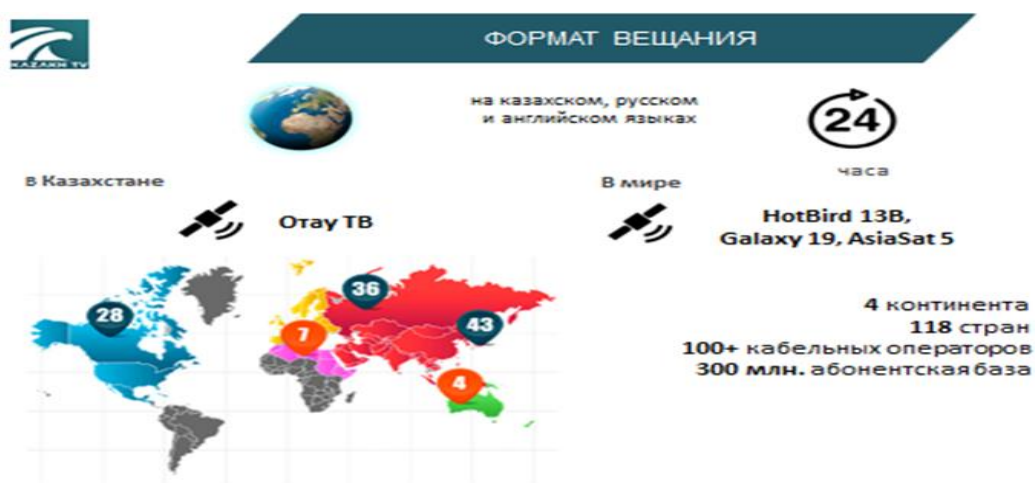 KAZAKH TV
ФОРМАТ ВЕЩАНИЯ
на казахском, русском
и английском языках
24
часа
в Казахстане
Отау ТВ
В мире
HotBird 13B,
Galaxy 19, AsiaSat 5
28
36
43
7
4
4 континента
118 стран
100+ кабельных операторов
300 млн. абонентская база